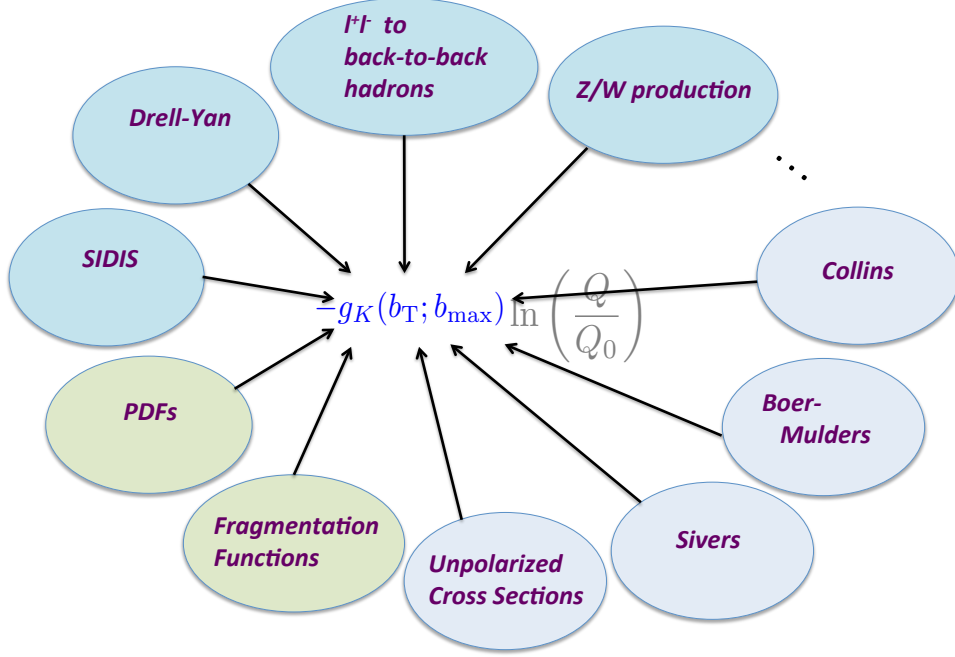 l⁺l⁻ to
back-to-back
hadrons
Drell-Yan
Z/W production
...
SIDIS
Collins
−g_K(b_T; b_max) ln (Q/Q_0)
PDFs
Boer-
Mulders
Fragmentation
Functions
Unpolarized
Cross Sections
Sivers